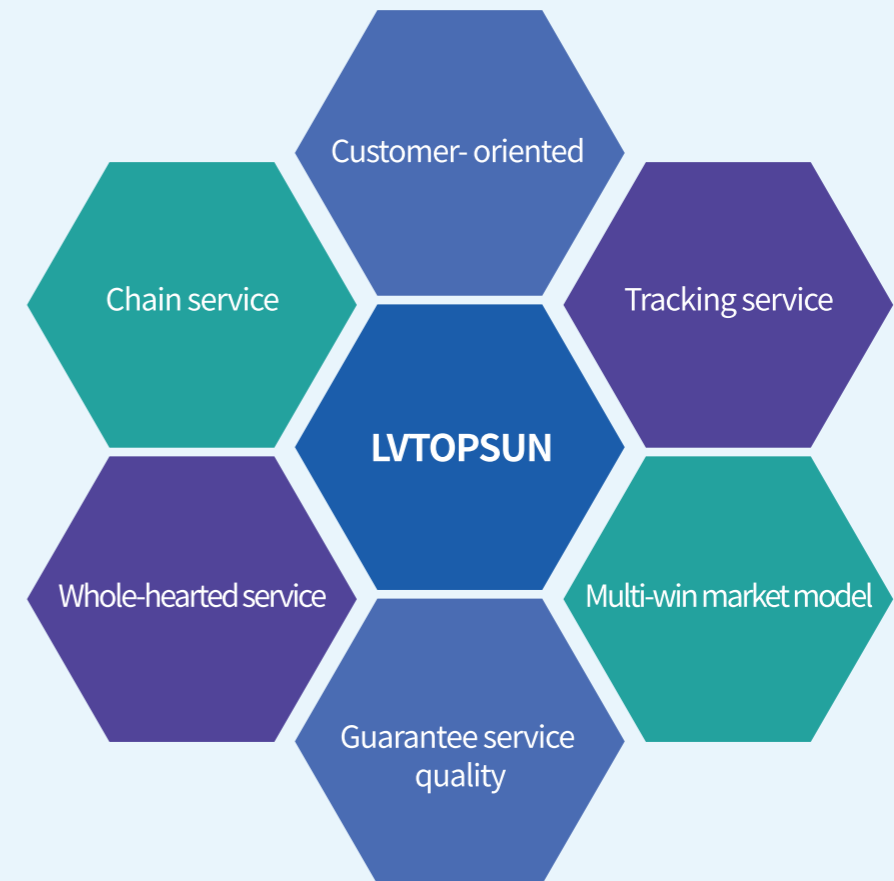 Customer- oriented
Chain service
Tracking service
LVTOPSUN
Whole-hearted service
Multi-win market model
Guarantee service
quality